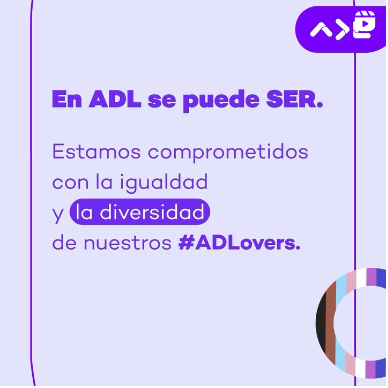 En ADL se puede SER.
Estamos comprometidos
con la igualdad
y la diversidad
de nuestros #ADLovers.